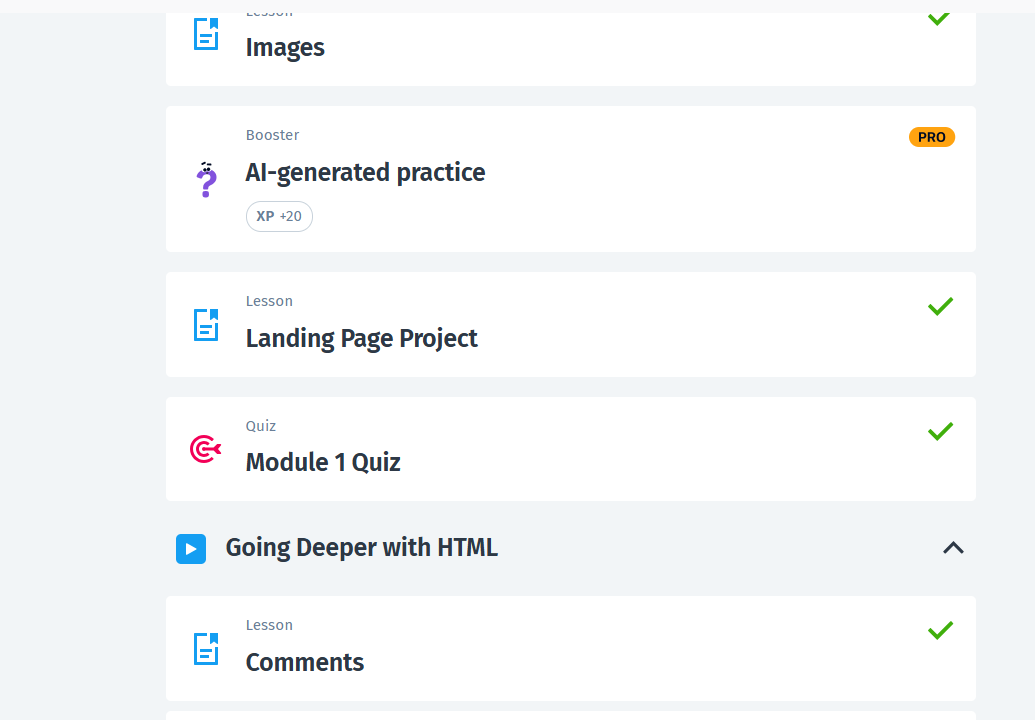 Lesson
Images
Booster
PRO
AI-generated practice
XP +20
Lesson
Landing Page Project
Quiz
Module 1 Quiz
Going Deeper with HTML
Lesson
Comments